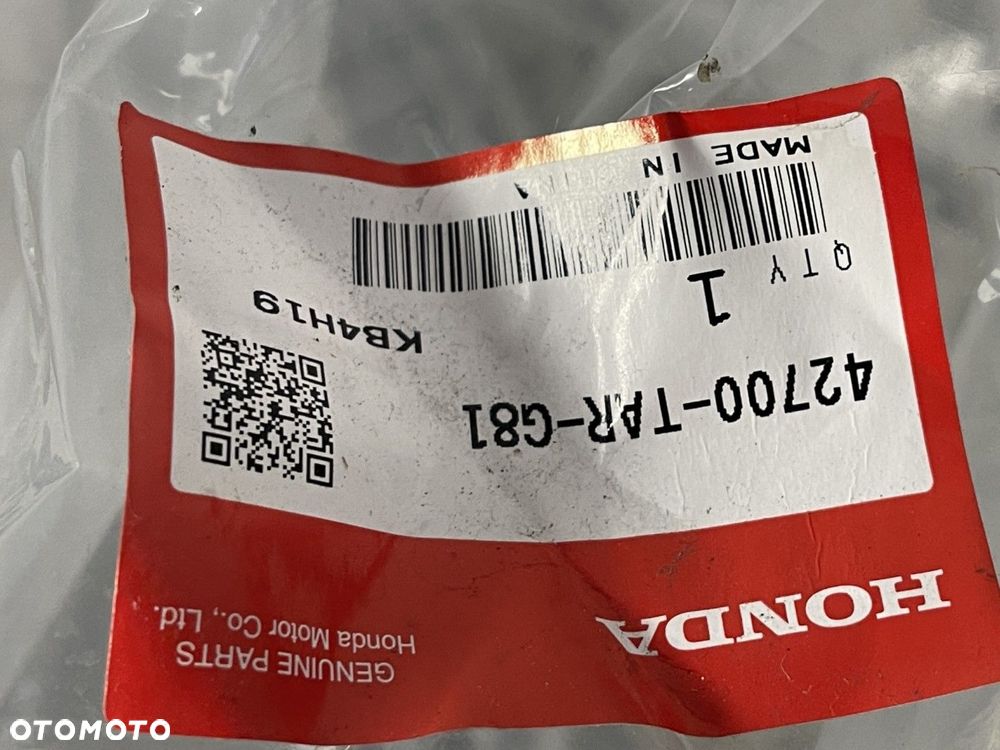 HONDA
GENUINE PARTS
Honda Motor Co., Ltd.
42700-TAR-G81
KB4H19
QTY
1
MADE IN
OTOMOTO